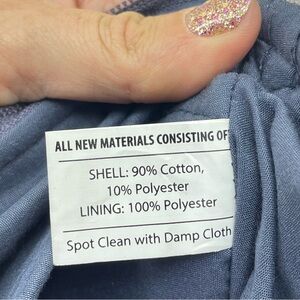 ALL NEW MATERIALS CONSISTING OF
SHELL: 90% Cotton,
10% Polyester
LINING: 100% Polyester
Spot Clean with Damp Cloth